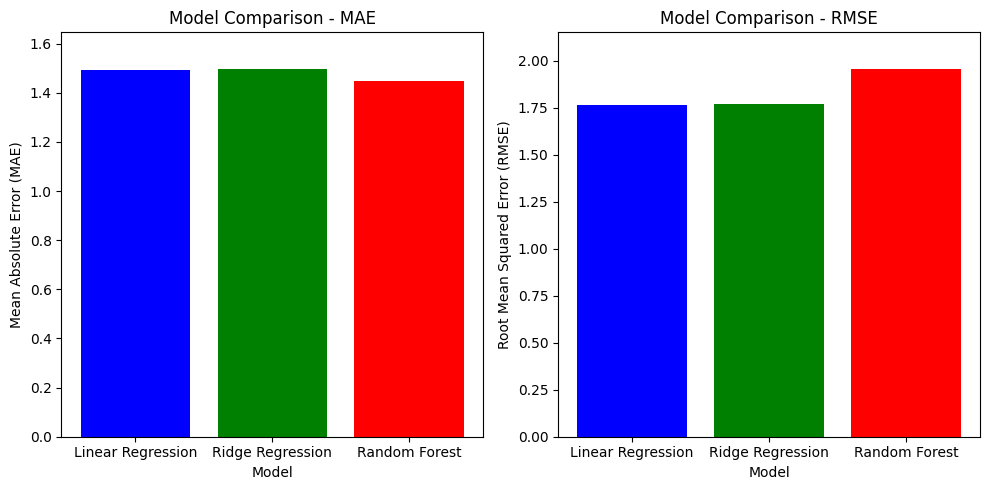 Model Comparison - MAE
Mean Absolute Error (MAE)
1.6
1.4
1.2
1.0
0.8
0.6
0.4
0.2
0.0
Linear Regression
Ridge Regression
Random Forest
Model
Model Comparison - RMSE
Root Mean Squared Error (RMSE)
2.00
1.75
1.50
1.25
1.00
0.75
0.50
0.25
0.00
Linear Regression
Ridge Regression
Random Forest
Model